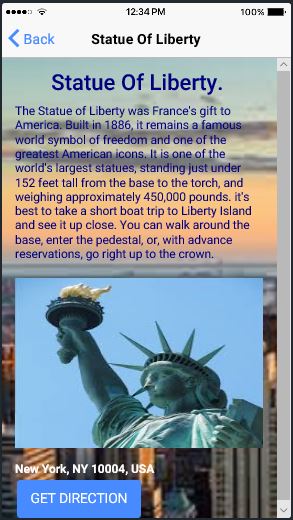 12:34 PM 100%
Back Statue Of Liberty
Statue Of Liberty.
The Statue of Liberty was France's gift to
America. Built in 1886, it remains a famous
world symbol of freedom and one of the
greatest American icons. It is one of the
world's largest statues, standing just under
152 feet tall from the base to the torch, and
weighing approximately 450,000 pounds. it's
best to take a short boat trip to Liberty Island
and see it up close. You can walk around the
base, enter the pedestal, or, with advance
reservations, go right up to the crown.
New York, NY 10004, USA
GET DIRECTION